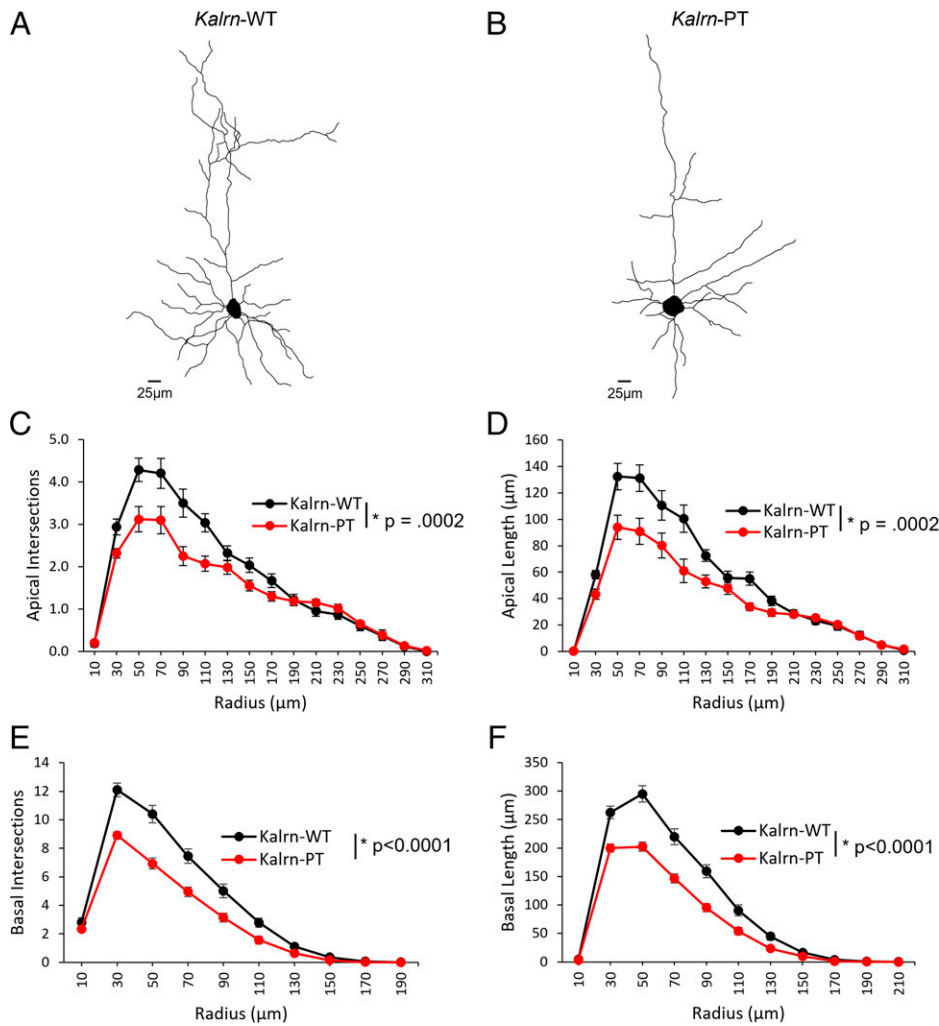 A
Kalrn-WT
B
Kalrn-PT
25μm
25μm
C
5.0
4.0
3.0
2.0
1.0
0.0
Apical Intersections
Kalrn-WT
Kalrn-PT
* p = .0002
10 30 50 70 90 110 130 150 170 190 210 230 250 270 290 310
Radius (μm)
D
160
140
120
100
80
60
40
20
0
Apical Length (μm)
Kalrn-WT
Kalrn-PT
* p = .0002
10 30 50 70 90 110 130 150 170 190 210 230 250 270 290 310
Radius (μm)
E
14
12
10
8
6
4
2
0
Basal Intersections
Kalrn-WT
Kalrn-PT
* p<0.0001
10 30 50 70 90 110 130 150 170 190
Radius (μm)
F
350
300
250
200
150
100
50
0
Basal Length (μm)
Kalrn-WT
Kalrn-PT
* p<0.0001
10 30 50 70 90 110 130 150 170 190 210
Radius (μm)